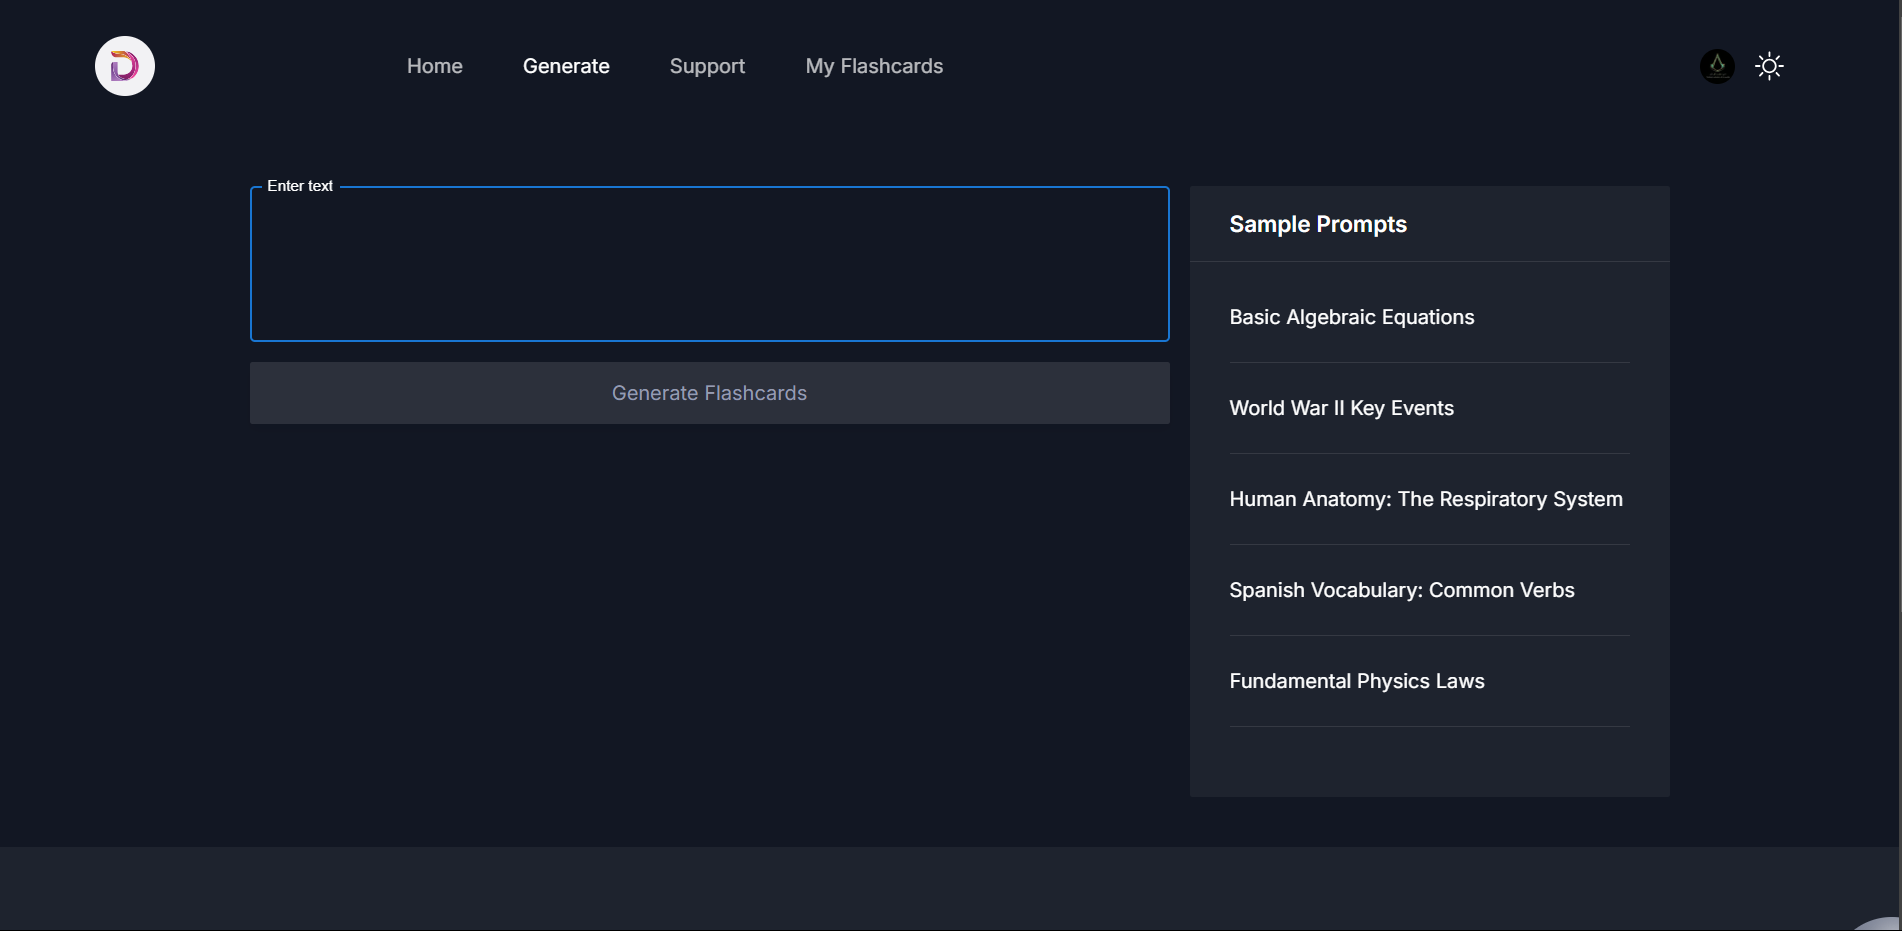 Home
Generate
Support
My Flashcards
Enter text
Generate Flashcards
Sample Prompts
Basic Algebraic Equations
World War II Key Events
Human Anatomy: The Respiratory System
Spanish Vocabulary: Common Verbs
Fundamental Physics Laws